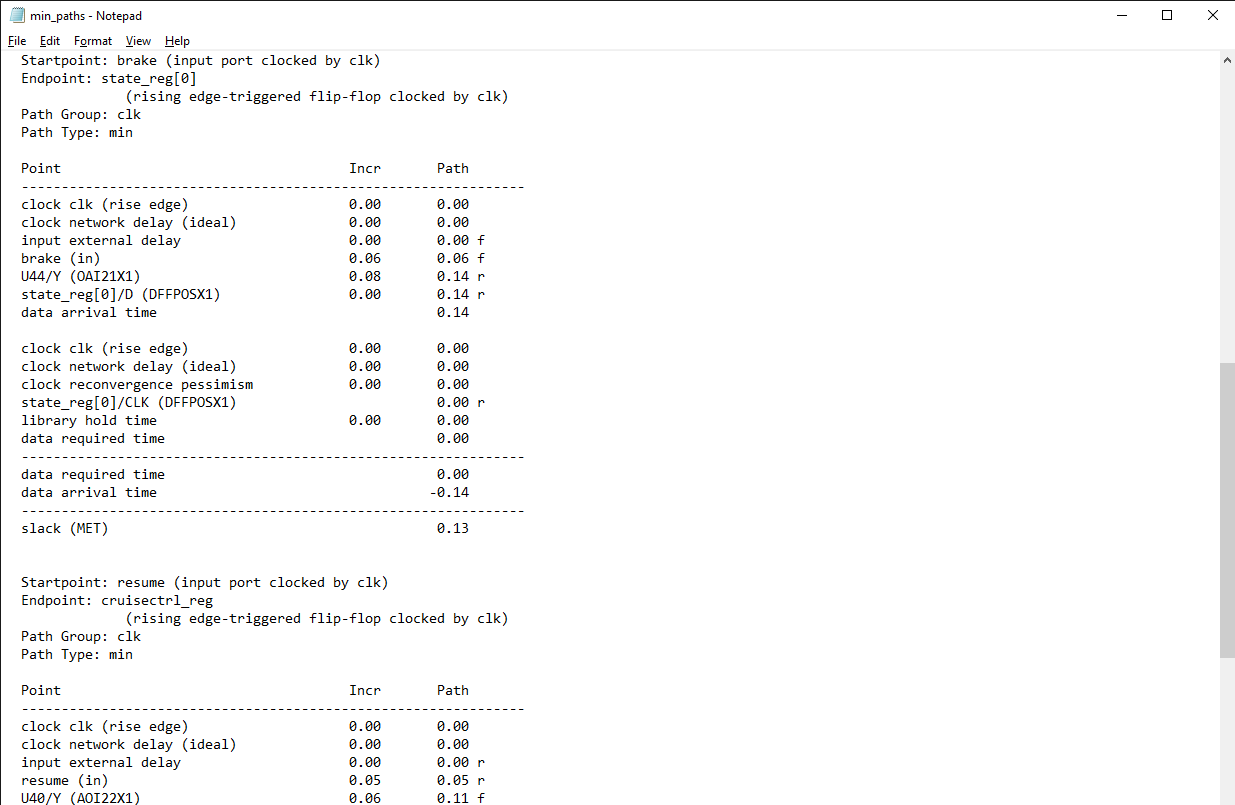 min_paths - Notepad
File Edit Format View Help
Startpoint: brake (input port clocked by clk)
Endpoint: state_reg[0]
(rising edge-triggered flip-flop clocked by clk)
Path Group: clk
Path Type: min
Point Incr Path
-----------------------------------------------------------
clock clk (rise edge) 0.00 0.00
clock network delay (ideal) 0.00 0.00
input external delay 0.00 0.00 f
brake (in) 0.06 0.06 f
U44/Y (OAI21X1) 0.08 0.14 r
state_reg[0]/D (DFFPOSX1) 0.00 0.14 r
data arrival time 0.14
clock clk (rise edge) 0.00 0.00
clock network delay (ideal) 0.00 0.00
clock reconvergence pessimism 0.00 0.00
state_reg[0]/CLK (DFFPOSX1) 0.00 r
library hold time 0.00 0.00
data required time 0.00
-----------------------------------------------------------
data required time 0.00
data arrival time -0.14
-----------------------------------------------------------
slack (MET) 0.13
Startpoint: resume (input port clocked by clk)
Endpoint: cruisectrl_reg
(rising edge-triggered flip-flop clocked by clk)
Path Group: clk
Path Type: min
Point Incr Path
-----------------------------------------------------------
clock clk (rise edge) 0.00 0.00
clock network delay (ideal) 0.00 0.00
input external delay 0.00 0.00 r
resume (in) 0.05 0.05 r
U40/Y (AOI22X1) 0.06 0.11 f